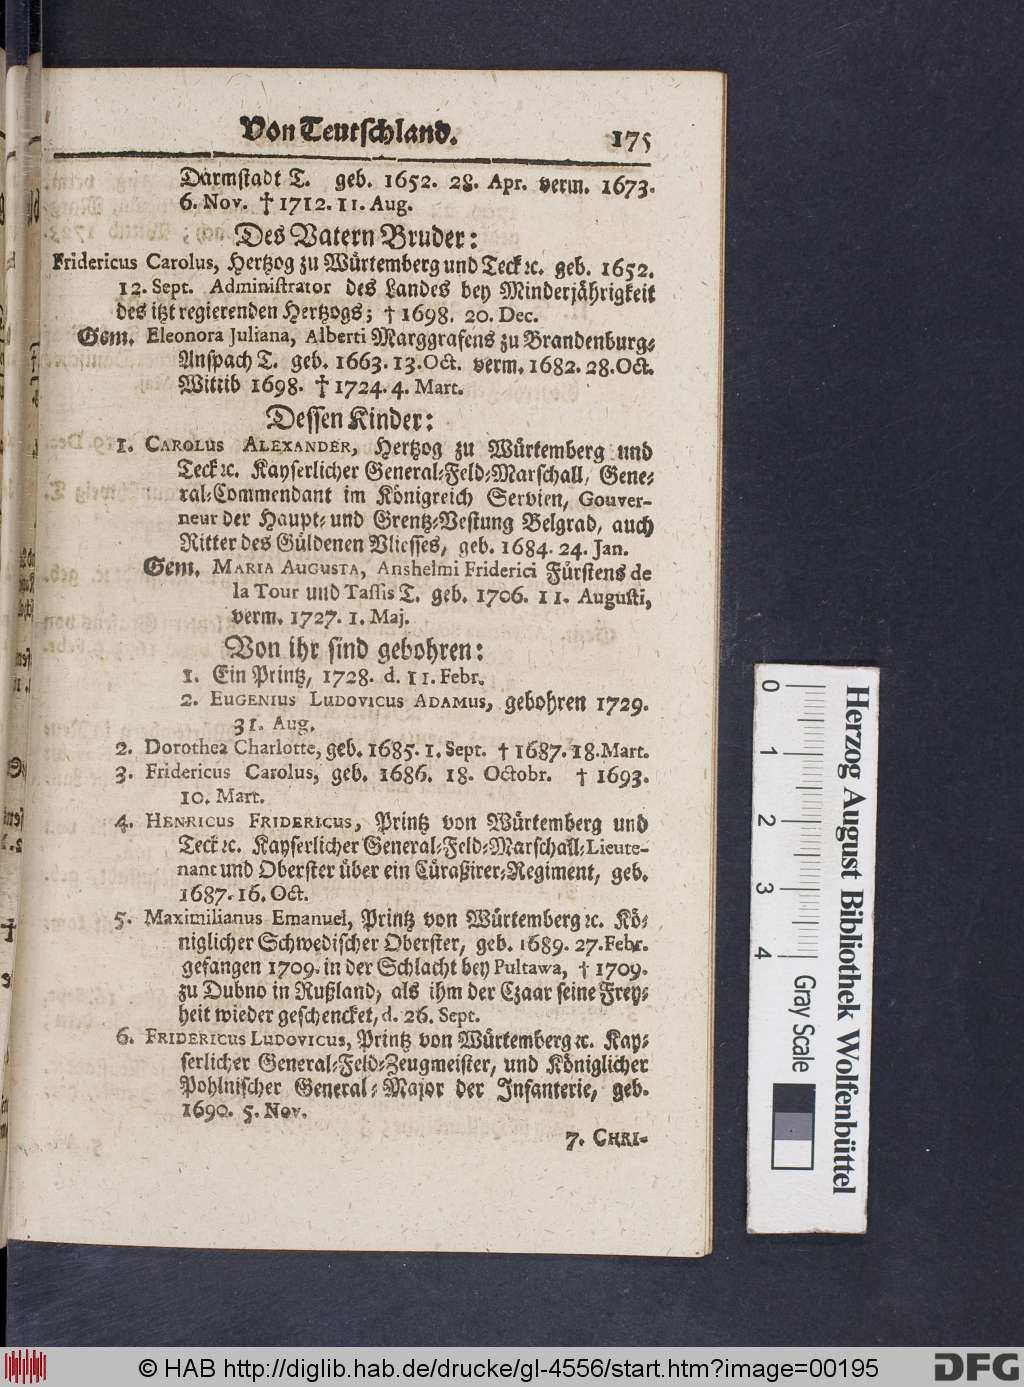 Von Teutschland. 175
Darmstadt T. geb. 1652. 28. Apr. verm. 1673.
6. Nov. † 1712. 11. Aug.
Des Vatern Bruder:
Fridericus Carolus, Hertzog zu Würtemberg und Teck ꝛc. geb. 1652.
12. Sept. Administrator des Landes bey Minderjährigkeit
des itzt regierenden Hertzogs; † 1698. 20. Dec.
Gem. Eleonora Juliana, Alberti Marggrafens zu Brandenburg-
Anspach T. geb. 1663. 13. Oct. verm. 1682. 28. Oct.
Wittib 1698. † 1724. 4. Mart.
Dessen Kinder:
1. CAROLUS ALEXANDER, Hertzog zu Würtemberg und
Teck ꝛc. Kayserlicher General-Feld-Marschall, Gene-
ral-Commendant im Königreich Servien, Gouver-
neur der Haupt- und Grentz-Vestung Belgrad, auch
Ritter des Güldenen Vliesses, geb. 1684. 24. Jan.
Gem. MARIA AUGUSTA, Anshelmi Friderici Fürstens de
la Tour und Tassis T. geb. 1706. 11. Augusti,
verm. 1727. 1. Maj.
Von ihr sind gebohren:
1. Ein Printz, 1728. d. 11. Febr.
2. EUGENIUS LUDOVICUS ADAMUS, gebohren 1729.
31. Aug.
2. Dorothea Charlotte, geb. 1685. 1. Sept. † 1687. 18. Mart.
3. Fridericus Carolus, geb. 1686. 18. Octobr. † 1693.
10. Mart.
4. HENRICUS FRIDERICUS, Printz von Würtemberg und
Teck ꝛc. Kayserlicher General-Feld-Marschall-Lieute-
nant und Oberster über ein Cüraßirer-Regiment, geb.
1687. 16. Oct.
5. Maximilianus Emanuel, Printz von Würtemberg ꝛc. Kö-
niglicher Schwedischer Oberster, geb. 1689. 27. Febr.
gefangen 1709. in der Schlacht bey Pultawa, † 1709.
zu Dubno in Rußland, als ihm der Czaar seine Frey-
heit wieder geschencket, d. 26. Sept.
6. FRIDERICUS LUDOVICUS, Printz von Würtemberg ꝛc. Kay-
serlicher General-Feld-Zeugmeister, und Königlicher
Pohlnischer General-Major der Infanterie, geb.
1690. 5. Nov.
7. CHRI-
0 1 2 3 4 Gray Scale
Herzog August Bibliothek Wolfenbüttel
© HAB http://diglib.hab.de/drucke/gl-4556/start.htm?image=00195
DFG